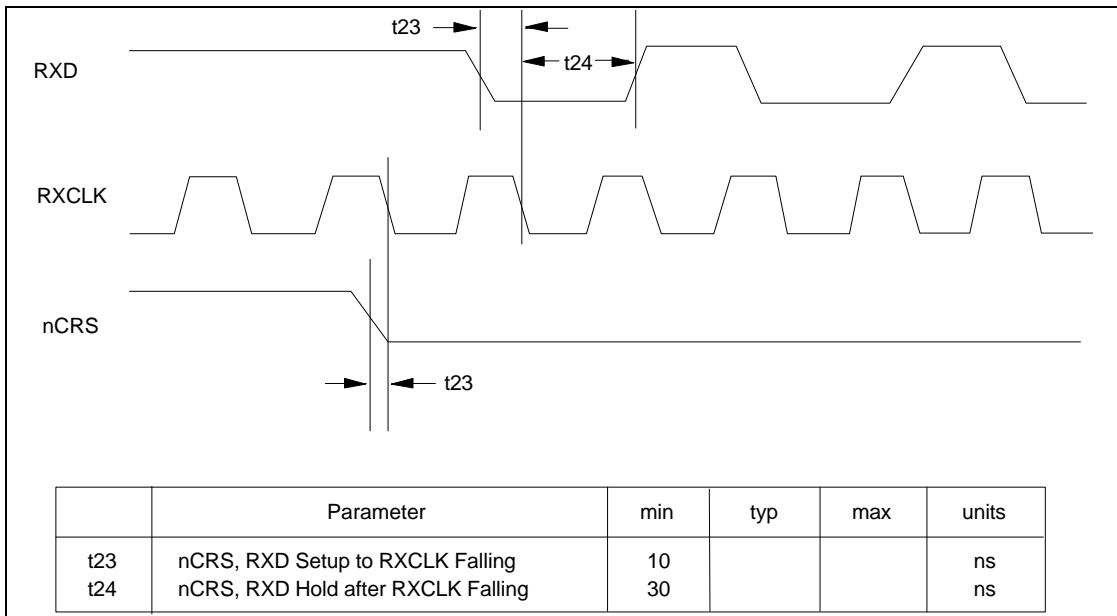 t23
RXD
t24
RXCLK
nCRS
t23
Parameter min typ max units
t23 nCRS, RXD Setup to RXCLK Falling 10 ns
t24 nCRS, RXD Hold after RXCLK Falling 30 ns